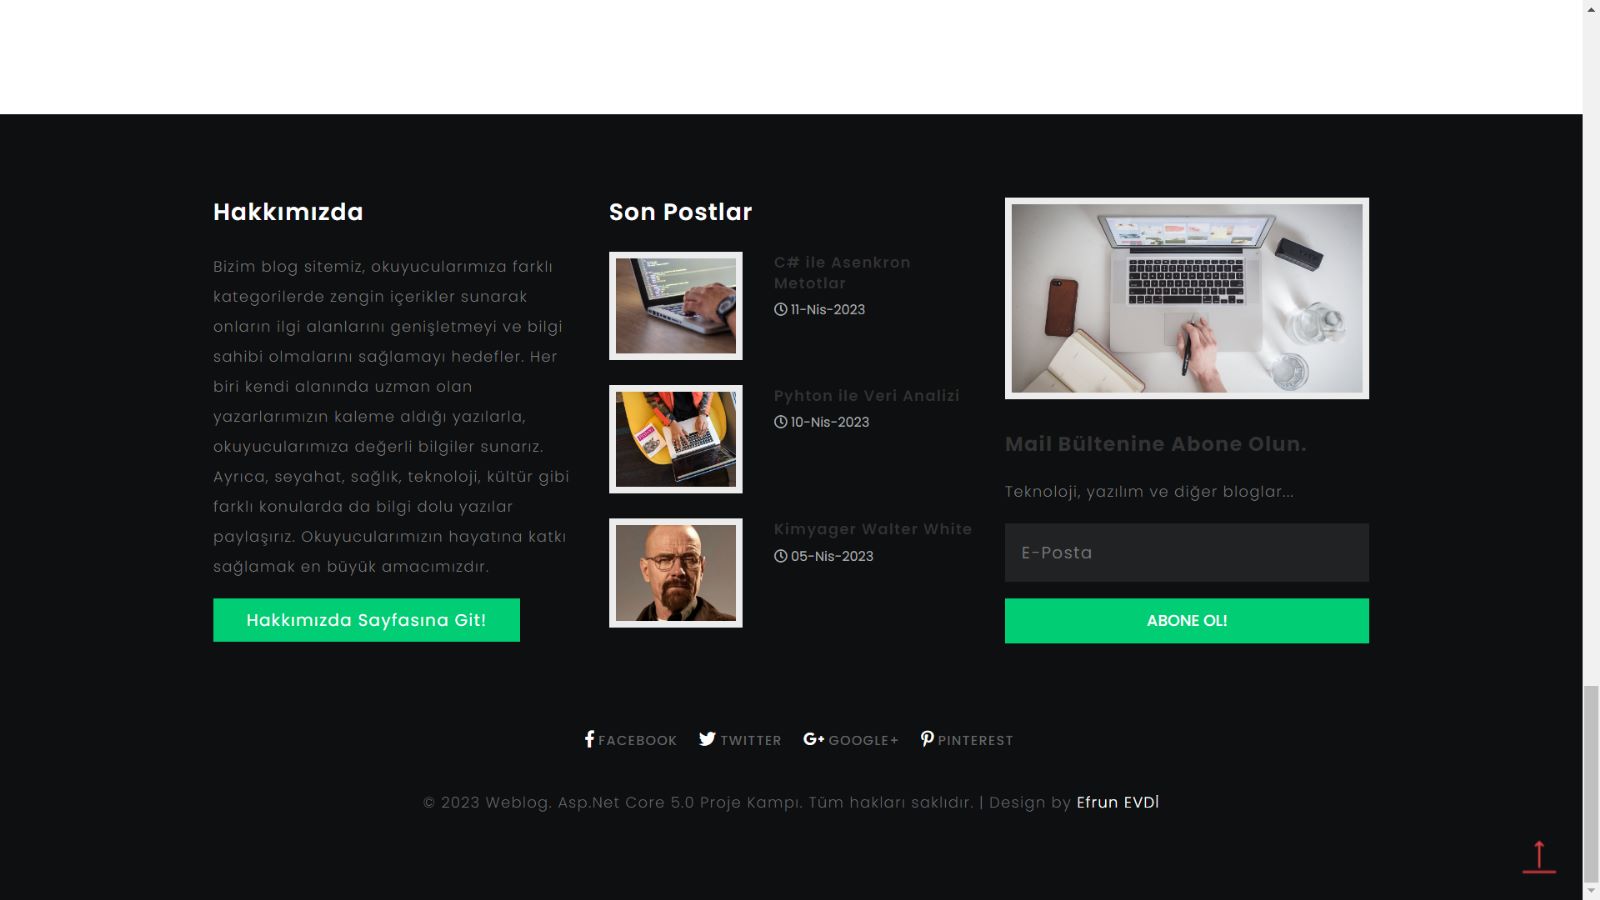 Hakkımızda
Bizim blog sitemiz, okuyucularımıza farklı
kategorilerde zengin içerikler sunarak
onların ilgi alanlarını genişletmeyi ve bilgi
sahibi olmalarını sağlamayı hedefler. Her
biri kendi alanında uzman olan
yazarlarımızın kaleme aldığı yazılarla,
okuyucularımıza değerli bilgiler sunarız.
Ayrıca, seyahat, sağlık, teknoloji, kültür gibi
farklı konularda da bilgi dolu yazılar
paylaşırız. Okuyucularımızın hayatına katkı
sağlamak en büyük amacımızdır.
Hakkımızda Sayfasına Git!
Son Postlar
C# ile Asenkron
Metotlar
11-Nis-2023
Pyhton ile Veri Analizi
10-Nis-2023
Kimyager Walter White
05-Nis-2023
Mail Bültenine Abone Olun.
Teknoloji, yazılım ve diğer bloglar...
E-Posta
ABONE OL!
FACEBOOK TWITTER GOOGLE+ PINTEREST
© 2023 Weblog. Asp.Net Core 5.0 Proje Kampı. Tüm hakları saklıdır. | Design by Efrun EVDİ